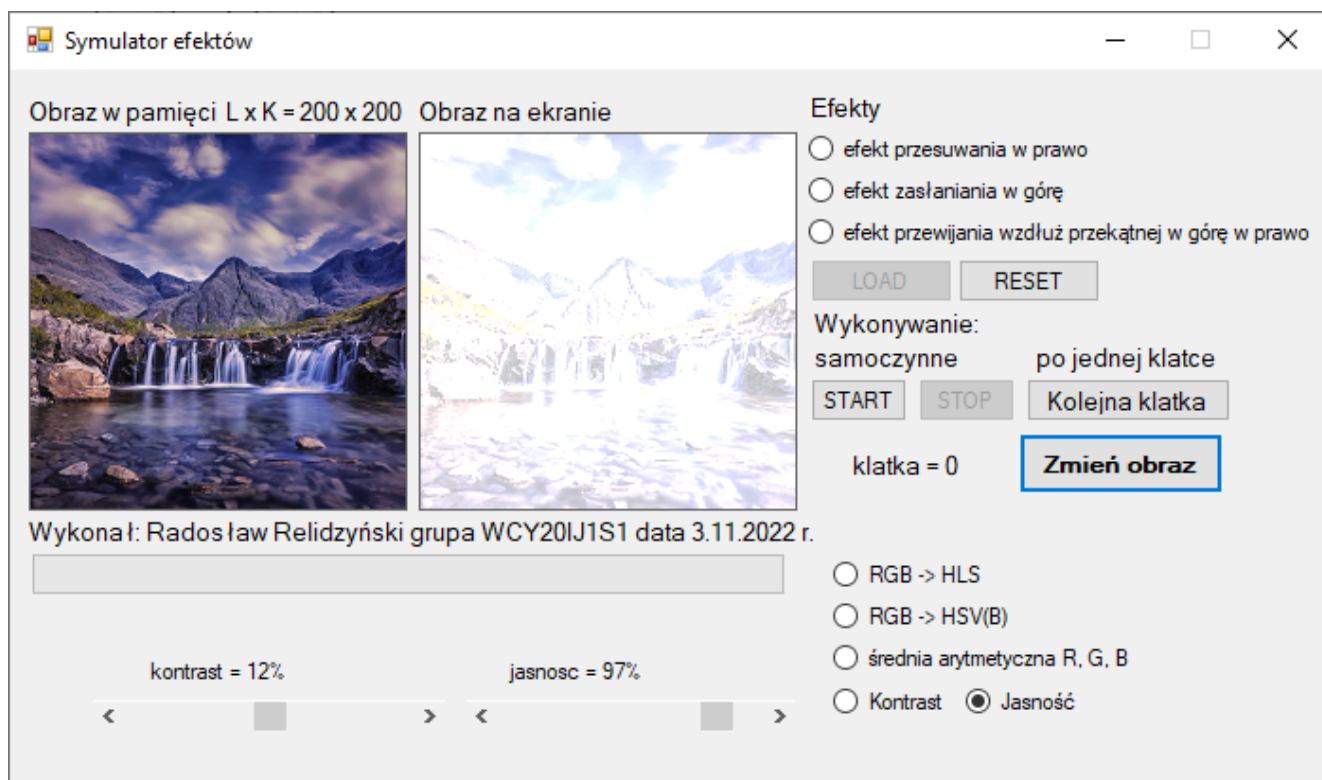 Symulator efektów
Obraz w pamięci L x K = 200 x 200 Obraz na ekranie
Efekty
efekt przesuwania w prawo
efekt zasłaniania w górę
efekt przewijania wzdłuż przekątnej w górę w prawo
LOAD RESET
Wykonywanie:
samoczynne po jednej klatce
START STOP Kolejna klatka
klatka = 0 Zmień obraz
Wykonał: Radosław Relidzyński grupa WCY20IJ1S1 data 3.11.2022 r.
RGB -> HLS
RGB -> HSV(B)
średnia arytmetyczna R, G, B
kontrast = 12% jasnosc = 97%
Kontrast Jasność